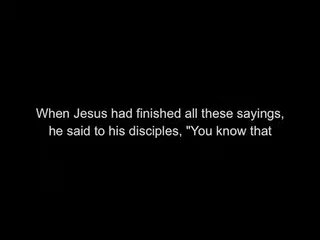 When Jesus had finished all these sayings,
he said to his disciples, "You know that